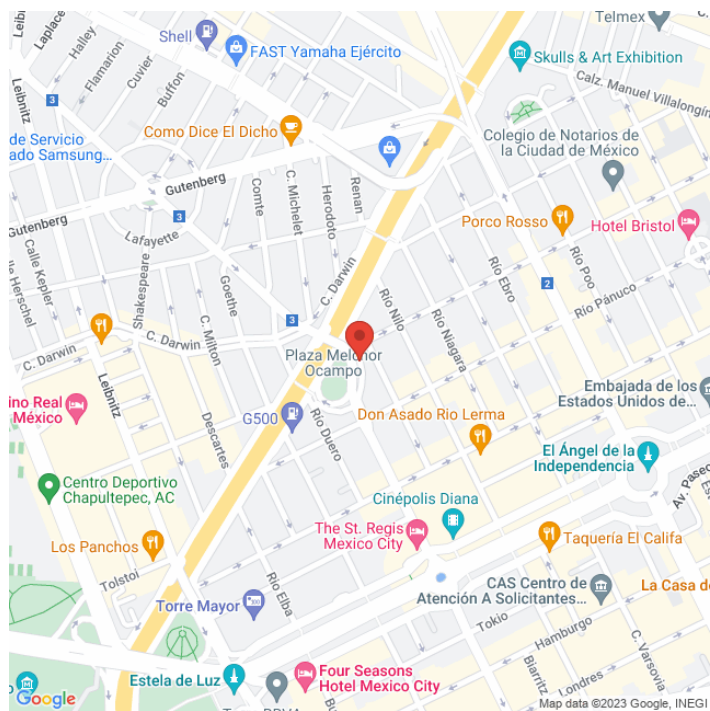 Telmex
Laplace
Halley
Shell
FAST Yamaha Ejército
Skulls & Art Exhibition
Flamarion
Cuvier
Buffon
Leibnitz
Calz. Manuel Villalongín
3
de Servicio
ado Samsung...
Como Dice El Dicho
Colegio de Notarios de
la Ciudad de México
Gutenberg
Renan
Herodoto
C. Michelet
Comte
Gutenberg
3
Porco Rosso
Hotel Bristol
Lafayette
Calle Kepler
Herschel
Shakespeare
Goethe
C. Darwin
Río Nilo
Río Ebro
Río Poo
2
Río Pánuco
Río Niagara
3
C. Darwin
C. Darwin
C. Milton
Plaza Melchor
Ocampo
Leibnitz
ino Real
México
Descartes
G500
Río Duero
Don Asado Rio Lerma
Embajada de los
Estados Unidos de...
El Ángel de la
Independencia
Centro Deportivo
Chapultepec, AC
Cinépolis Diana
Av. Paseo
Los Panchos
The St. Regis
Mexico City
Taquería El Califa
Tolstoi
Río Elba
Torre Mayor
CAS Centro de
Atención A Solicitantes...
La Casa de
Tokio
Hamburgo
C. Varsovia
Biarritz
Londres
Estela de Luz
Four Seasons
Hotel Mexico City
Google
Map data ©2023 Google, INEGI